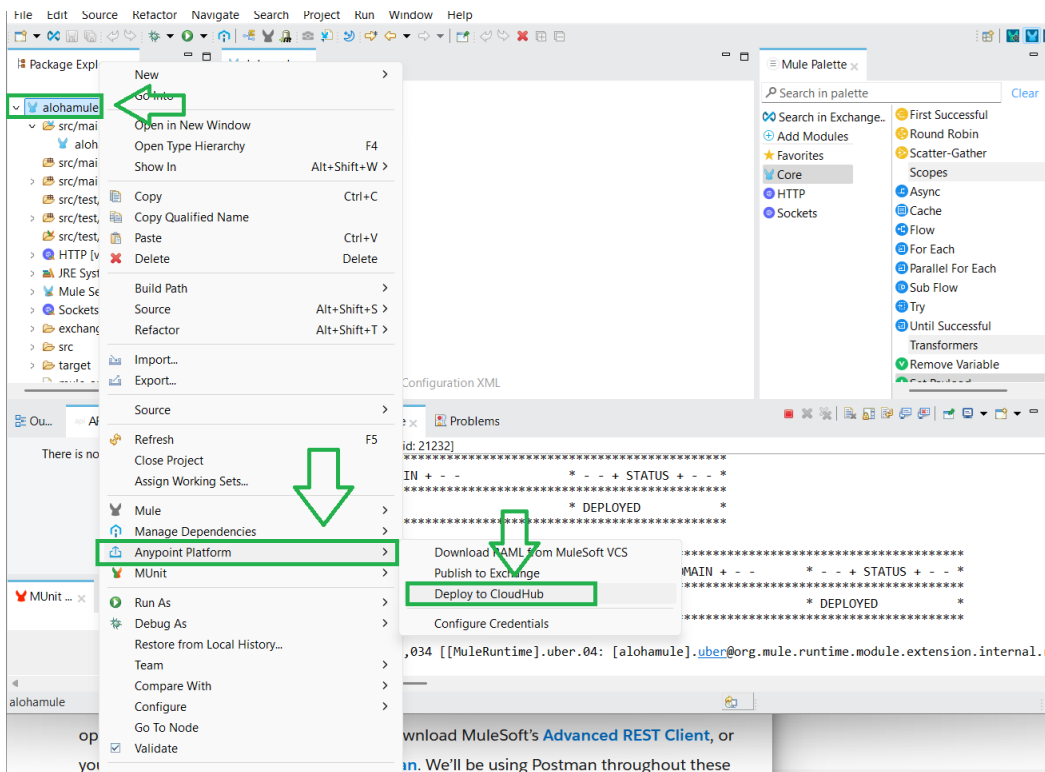 File Edit Source Refactor Navigate Search Project Run Window Help
Package Expl
alohamule
src/mai
aloh
src/mai
src/mai
src/test,
src/test,
src/test,
HTTP [v
JRE Syst
Mule Se
Sockets
exchang
src
target
New
Go Into
Open in New Window
Open Type Hierarchy F4
Show In Alt+Shift+W >
Copy Ctrl+C
Copy Qualified Name
Paste Ctrl+V
Delete Delete
Build Path
Source Alt+Shift+S >
Refactor Alt+Shift+T >
Import...
Export...
Source
Refresh F5
Close Project
Assign Working Sets...
Mule
Manage Dependencies
Anypoint Platform
MUnit
Run As
Debug As
Restore from Local History...
Team
Compare With
Configure
Go To Node
Validate
Download RAML from MuleSoft VCS
Publish to Exchange
Deploy to CloudHub
Configure Credentials
Mule Palette
Search in palette Clear
Search in Exchange..
Add Modules
Favorites
Core
HTTP
Sockets
First Successful
Round Robin
Scatter-Gather
Scopes
Async
Cache
Flow
For Each
Parallel For Each
Sub Flow
Try
Until Successful
Transformers
Remove Variable
Set Payload
Configuration XML
Ou...
Problems
There is no
id: 21232]
*******************************************
IN + - - * - - + STATUS + - - *
*******************************************
* DEPLOYED *
*******************************************
MAIN + - - * - - + STATUS + - - *
* DEPLOYED *
MUnit ...
,034 [[MuleRuntime].uber.04: [alohamule].uber@org.mule.runtime.module.extension.internal.
alohamule
op wnload MuleSoft's Advanced REST Client, or
you an. We'll be using Postman throughout these